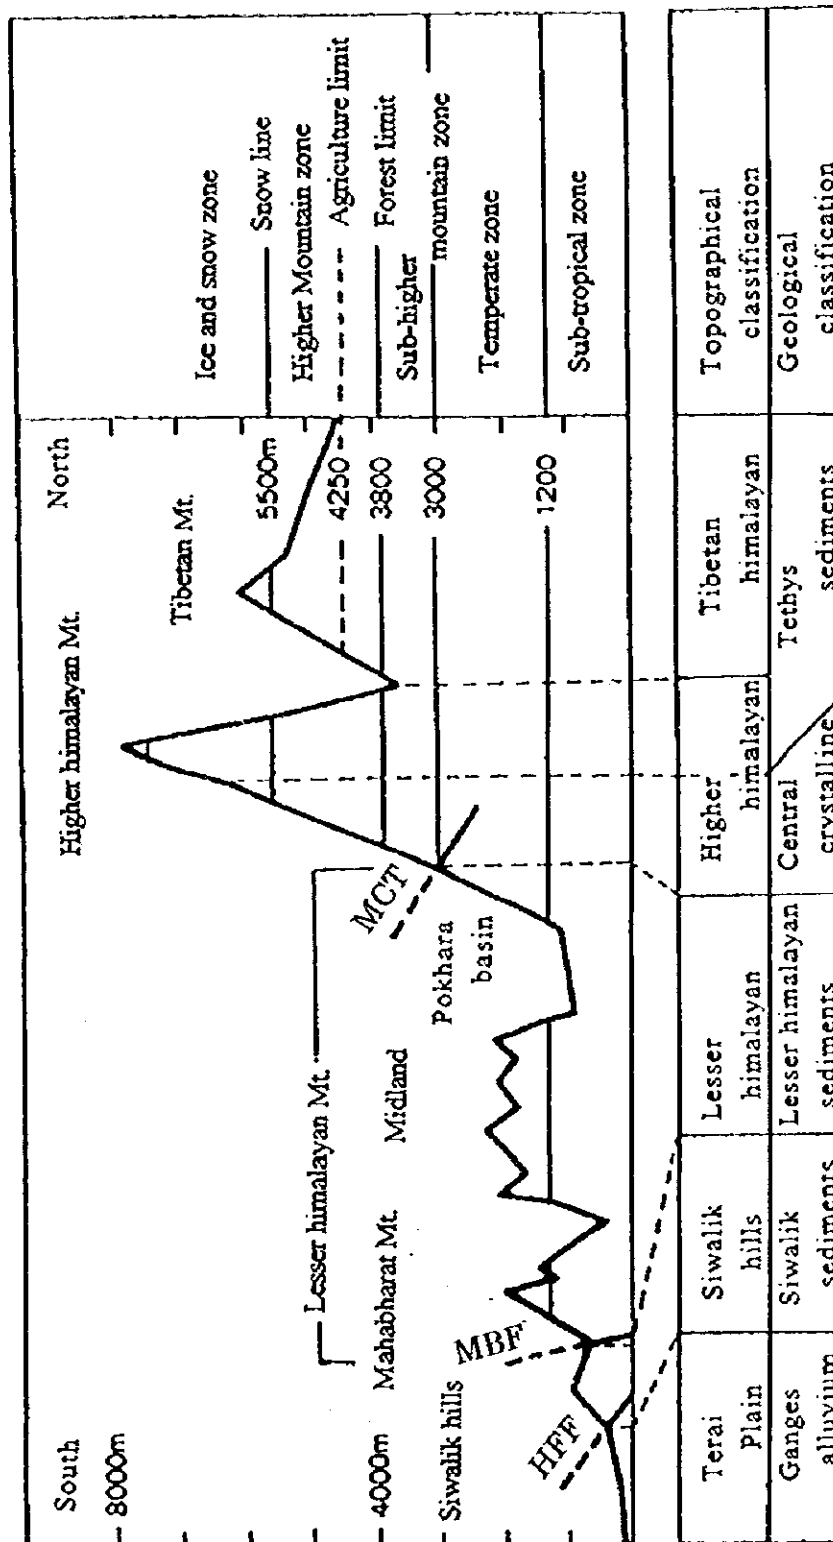 South
North
8000m
4000m
Higher himalayan Mt.
Tibetan Mt.
Lesser himalayan Mt.
Mahabharat Mt.
Midland
Pokhara
basin
Siwalik hills
HFF
MBF
MCT
5500m
4250
3800
3000
1200
Ice and snow zone
Snow line
Higher Mountain zone
Agriculture limit
Forest limit
Sub-higher
mountain zone
Temperate zone
Sub-tropical zone
Terai
Plain
Siwalik
hills
Lesser
himalayan
Higher
himalayan
Tibetan
himalayan
Topographical
classification
Ganges
alluvium
Siwalik
sediments
Lesser himalayan
sediments
Central
crystalline
Tethys
sediments
Geological
classification